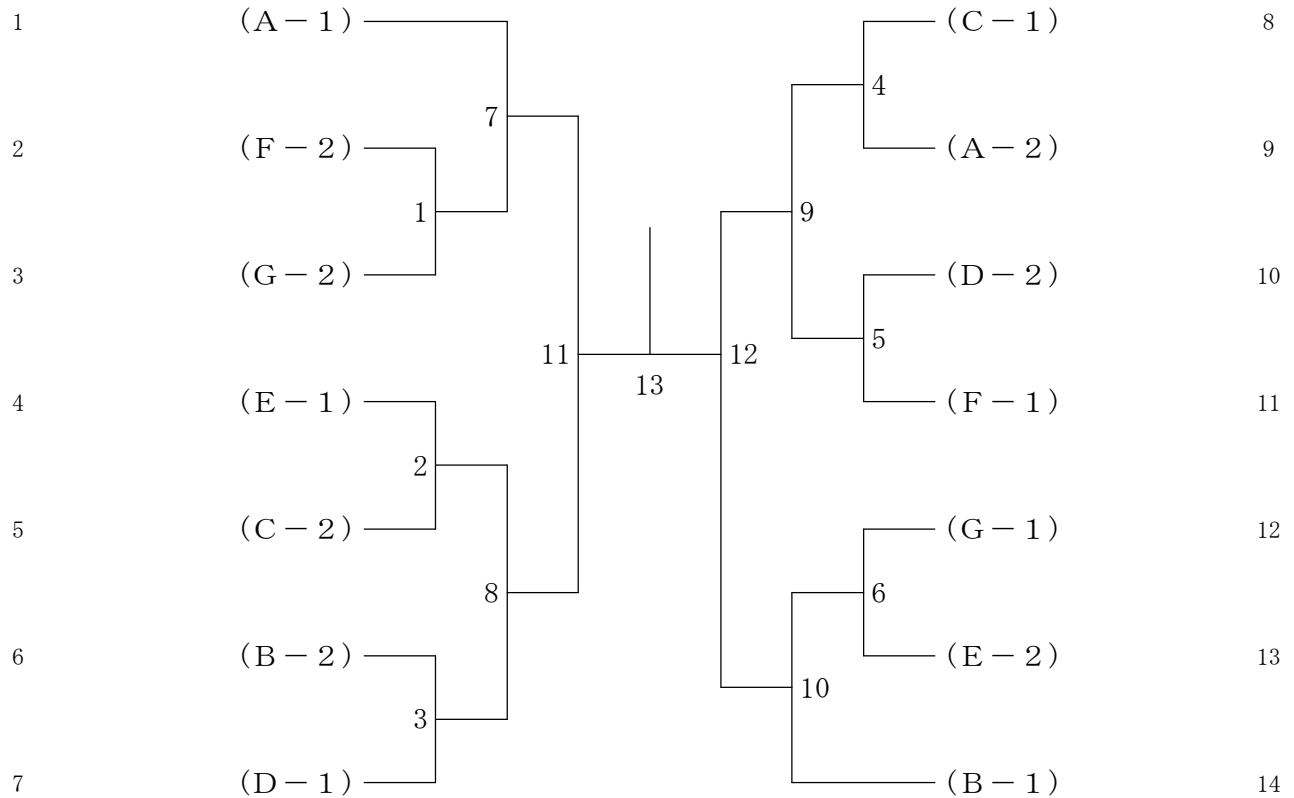 1 （A－1） （C－1） 8
4
7
2 （F－2） （A－2） 9
1 9
3 （G－2） （D－2） 10
5
11 12
13
4 （E－1） （F－1） 11
2
5 （C－2） （G－1） 12
8 6
6 （B－2） （E－2） 13
10
3
7 （D－1） （B－1） 14